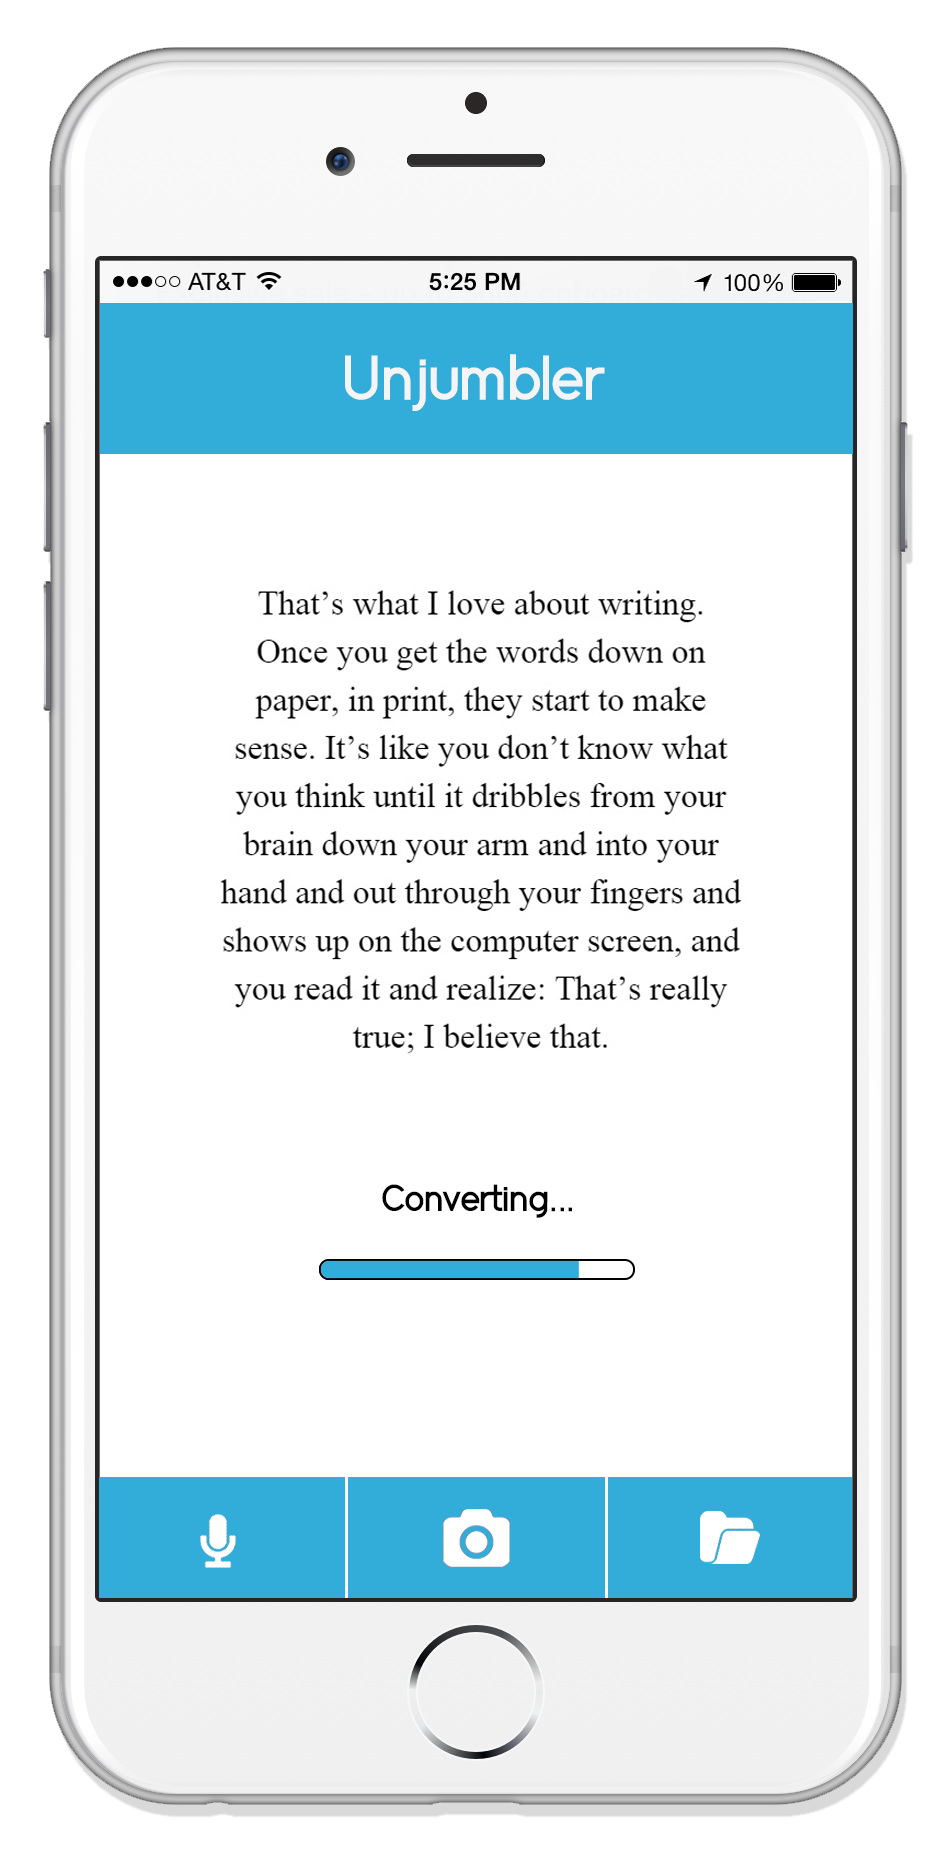 AT&T 5:25 PM 100%
Unjumbler
That’s what I love about writing.
Once you get the words down on
paper, in print, they start to make
sense. It’s like you don’t know what
you think until it dribbles from your
brain down your arm and into your
hand and out through your fingers and
shows up on the computer screen, and
you read it and realize: That’s really
true; I believe that.
Converting...